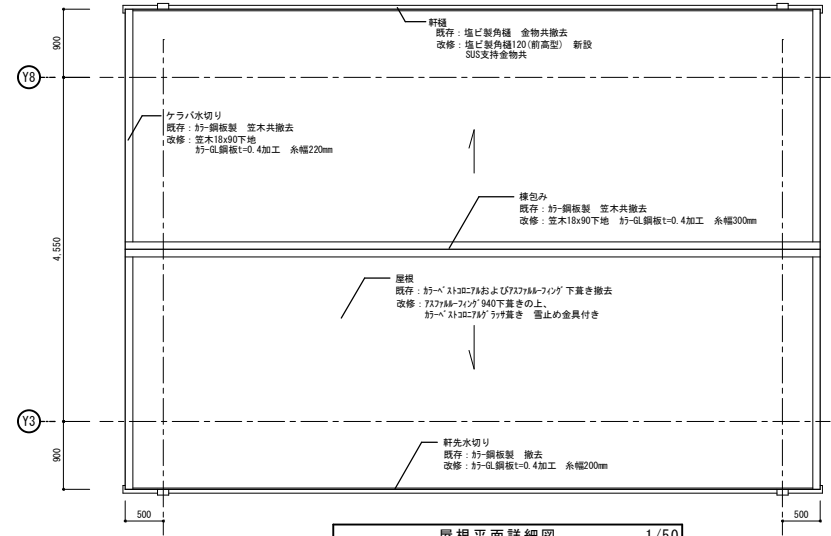 軒樋
既存：塩ビ製角樋　金物共撤去
改修：塩ビ製角樋120(前高型)　新設
SUS支持金物共
900
Y8
ケラバ水切り
既存：ｶﾗｰ鋼板製　笠木共撤去
改修：笠木18x90下地
ｶﾗｰGL鋼板t=0.4加工　糸幅220mm
棟包み
既存：ｶﾗｰ鋼板製　笠木共撤去
改修：笠木18x90下地　ｶﾗｰGL鋼板t=0.4加工　糸幅300mm
4,550
屋根
既存：ｶﾗｰﾍﾞｽﾄｺﾛﾆｱﾙおよびｱｽﾌｧﾙﾙｰﾌｨﾝｸﾞ下葺き撤去
改修：ｱｽﾌｧﾙﾙｰﾌｨﾝｸﾞ940下葺きの上、
ｶﾗｰﾍﾞｽﾄｺﾛﾆｱﾙｸﾞﾗｯｻ葺き　雪止め金具付き
Y3
900
軒先水切り
既存：ｶﾗｰ鋼板製　撤去
改修：ｶﾗｰGL鋼板t=0.4加工　糸幅200mm
500
500
屋根平面詳細図　1/50